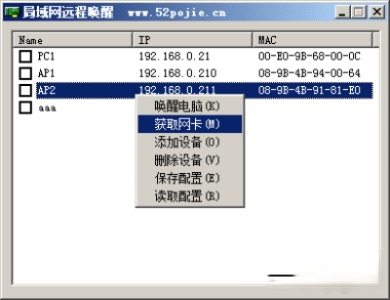 局域网远程唤醒 www.52pojie.cn
Name IP MAC
PC1 192.168.0.21 00-E0-9B-68-00-0C
AP1 192.168.0.210 08-9B-4B-94-00-64
AP2 192.168.0.211 08-9B-4B-91-81-E0
aaa
唤醒电脑(K)
获取网卡(M)
添加设备(O)
删除设备(V)
保存配置(E)
读取配置(R)